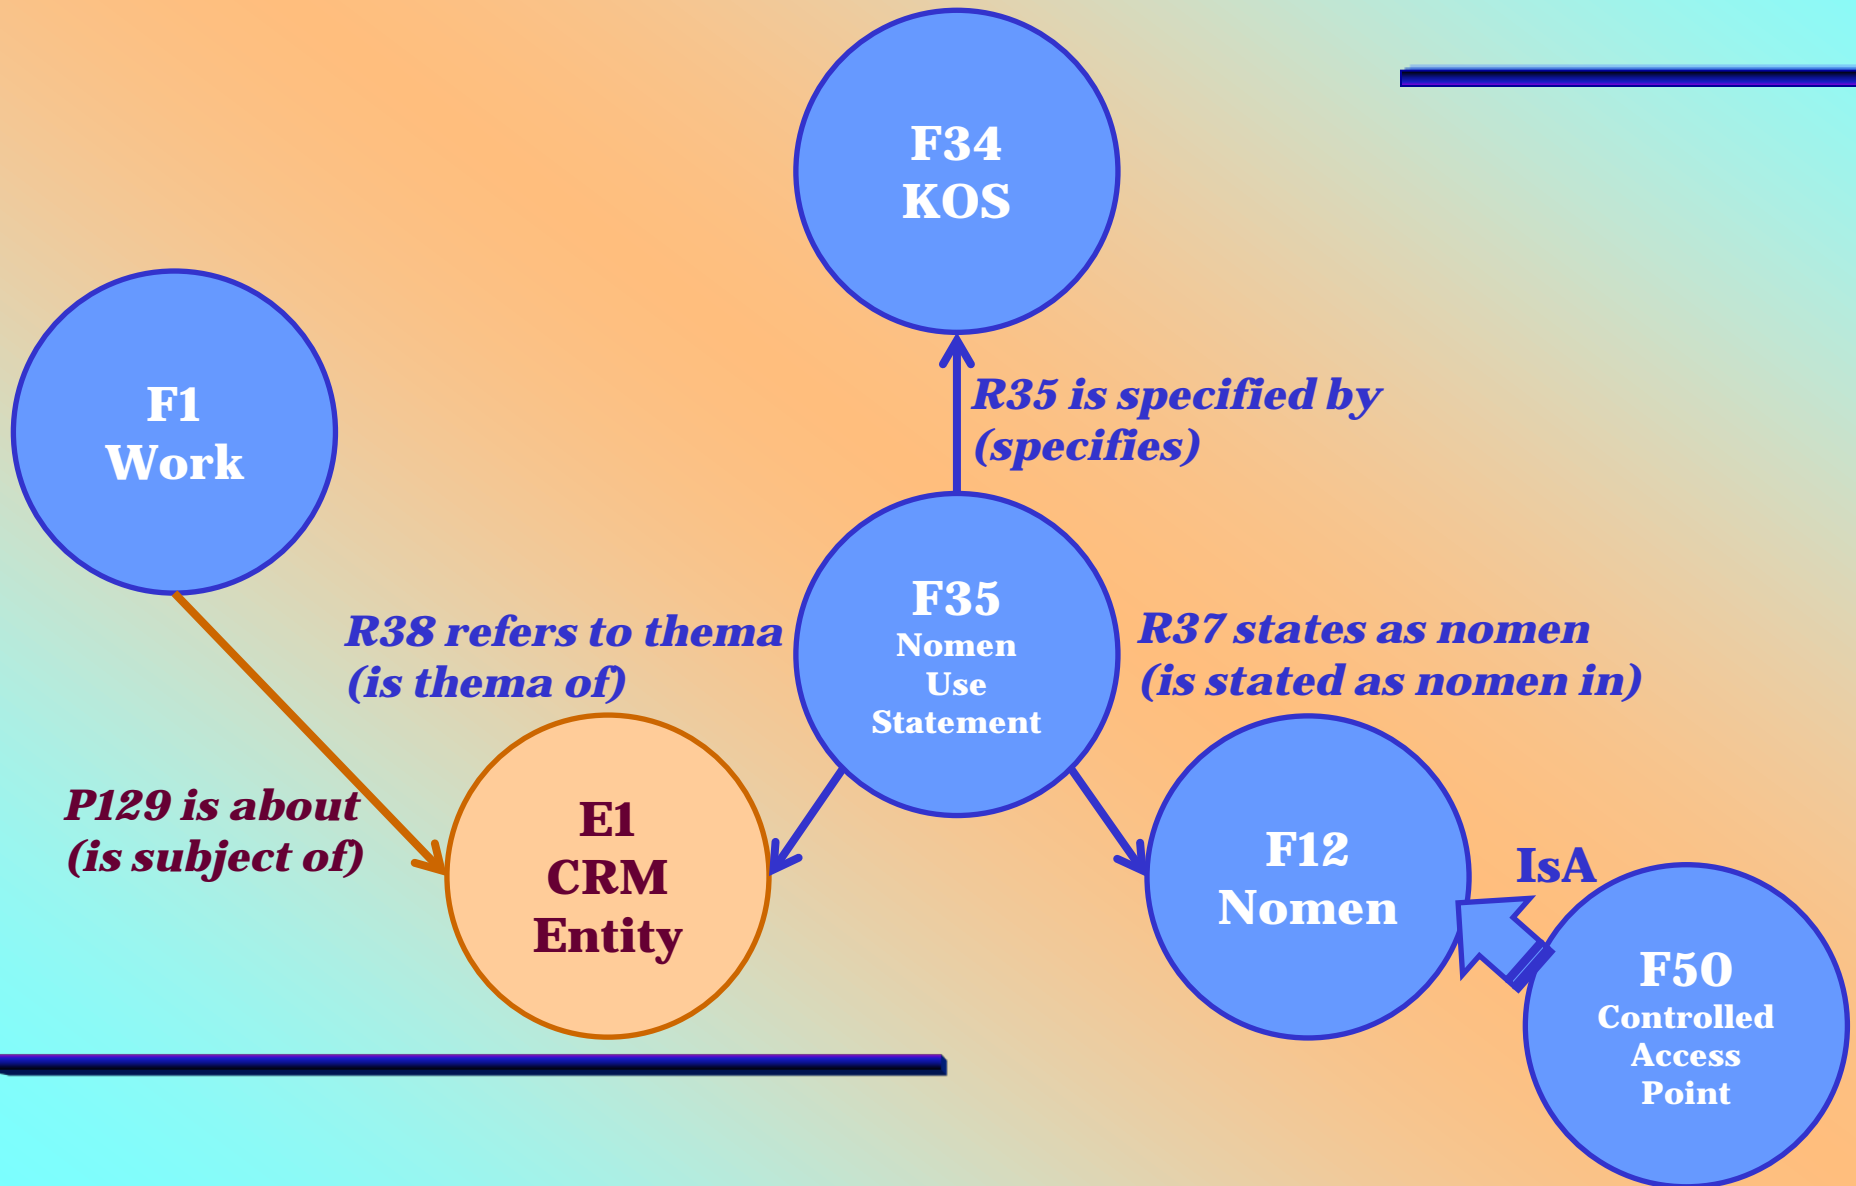 F34
KOS
R35 is specified by
(specifies)
F1
Work
F35
Nomen
Use
Statement
R38 refers to thema
(is thema of)
R37 states as nomen
(is stated as nomen in)
P129 is about
(is subject of)
E1
CRM
Entity
F12
Nomen
IsA
F50
Controlled
Access
Point